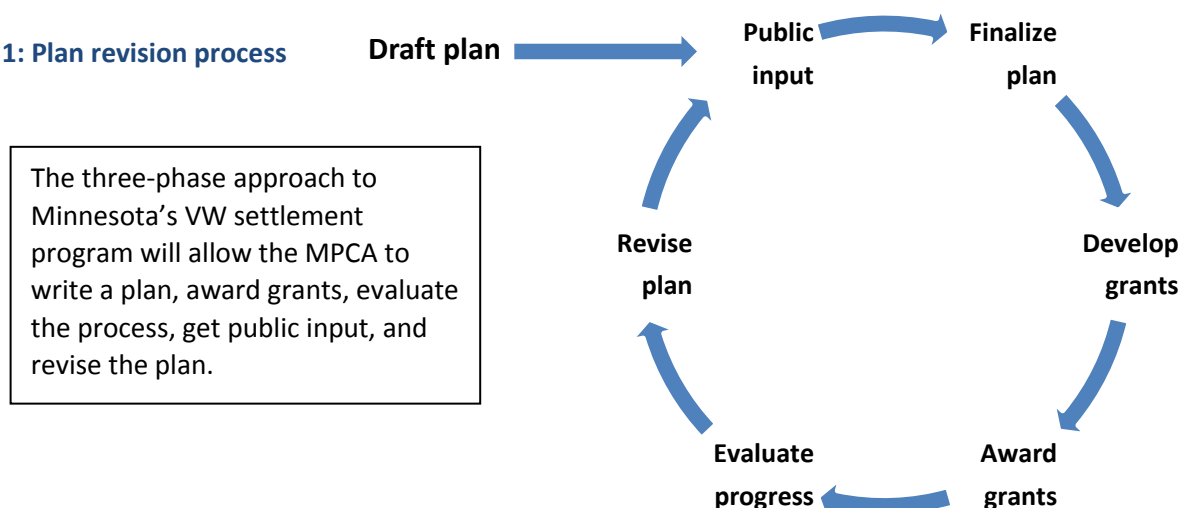 1: Plan revision process
Draft plan
Public
input
Finalize
plan
The three-phase approach to
Minnesota’s VW settlement
program will allow the MPCA to
write a plan, award grants, evaluate
the process, get public input, and
revise the plan.
Develop
grants
Award
grants
Evaluate
progress
Revise
plan